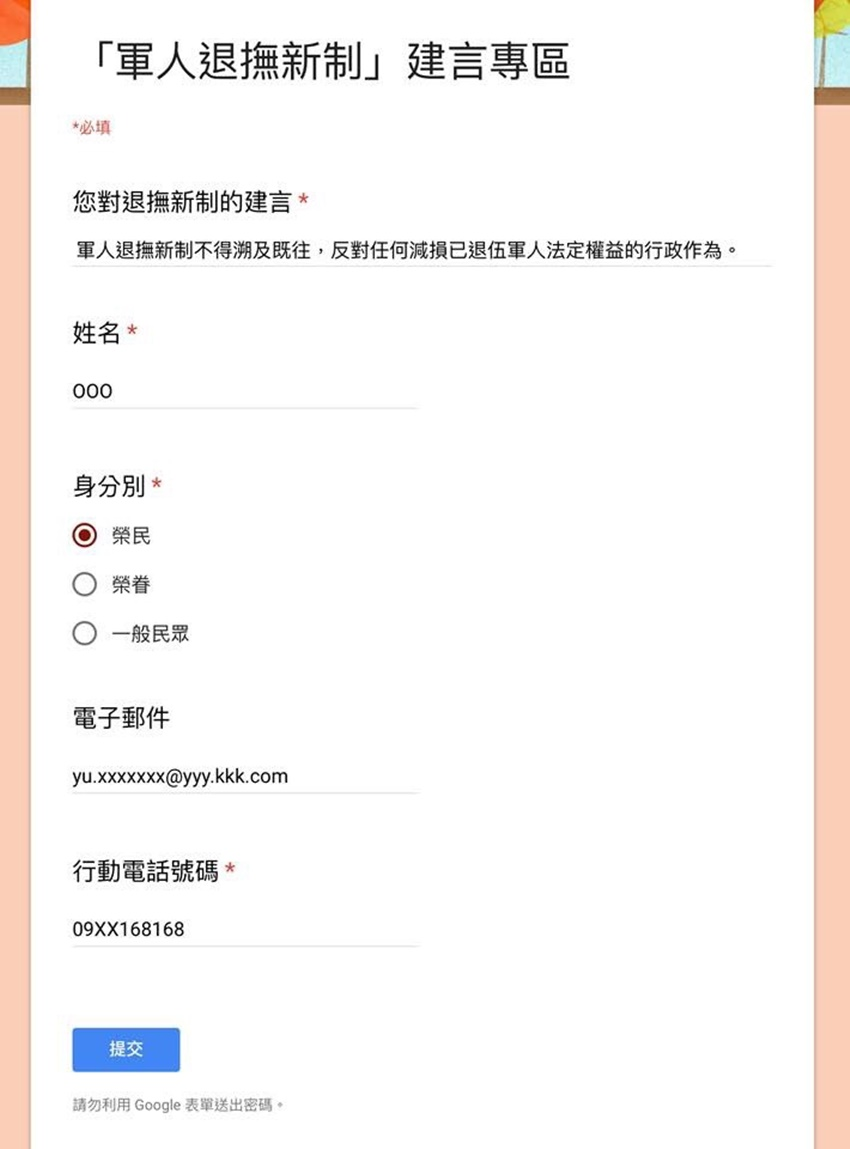 「軍人退撫新制」建言專區
*必填
您對退撫新制的建言 *
軍人退撫新制不得溯及既往，反對任何減損已退伍軍人法定權益的行政作為。
姓名 *
OOO
身分別 *
榮民
榮眷
一般民眾
電子郵件
yu.xxxxxxx@yyy.kkk.com
行動電話號碼 *
09XX168168
提交
請勿利用 Google 表單送出密碼。